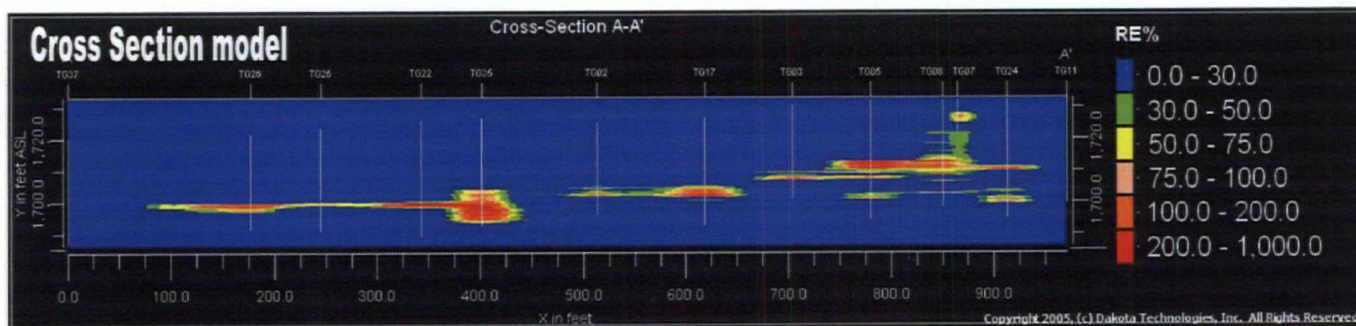 Cross Section model
Cross-Section A-A'
TG37 TG26 TG26 TG22 TG05 TG02 TG17 TG03 TG05 TG08 TG07 A' TG24 TG11
Y in feet ASL
1,720.0
1,700.0
1,720.0
1,700.0
0.0 100.0 200.0 300.0 400.0 500.0 600.0 700.0 800.0 900.0
X in feet
RE%
0.0 - 30.0
30.0 - 50.0
50.0 - 75.0
75.0 - 100.0
100.0 - 200.0
200.0 - 1,000.0
Copyright 2005, (c) Dakota Technologies, Inc. All Rights Reserved